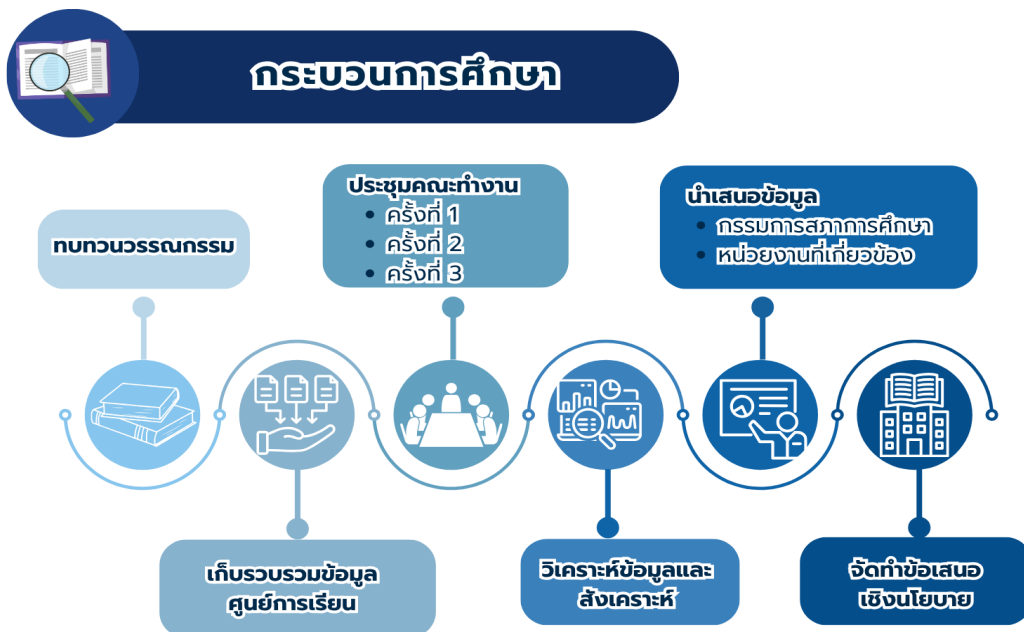 กระบวนการศึกษา
ทบทวนวรรณกรรม
เก็บรวบรวมข้อมูล
ศูนย์การเรียน
ประชุมคณะทำงาน
• ครั้งที่ 1
• ครั้งที่ 2
• ครั้งที่ 3
วิเคราะห์ข้อมูลและ
สังเคราะห์
นำเสนอข้อมูล
• กรรมการสภาการศึกษา
• หน่วยงานที่เกี่ยวข้อง
จัดทำข้อเสนอ
เชิงนโยบาย